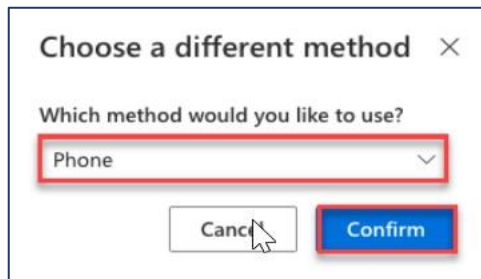 Choose a different method
Which method would you like to use?
Phone
Cancel Confirm